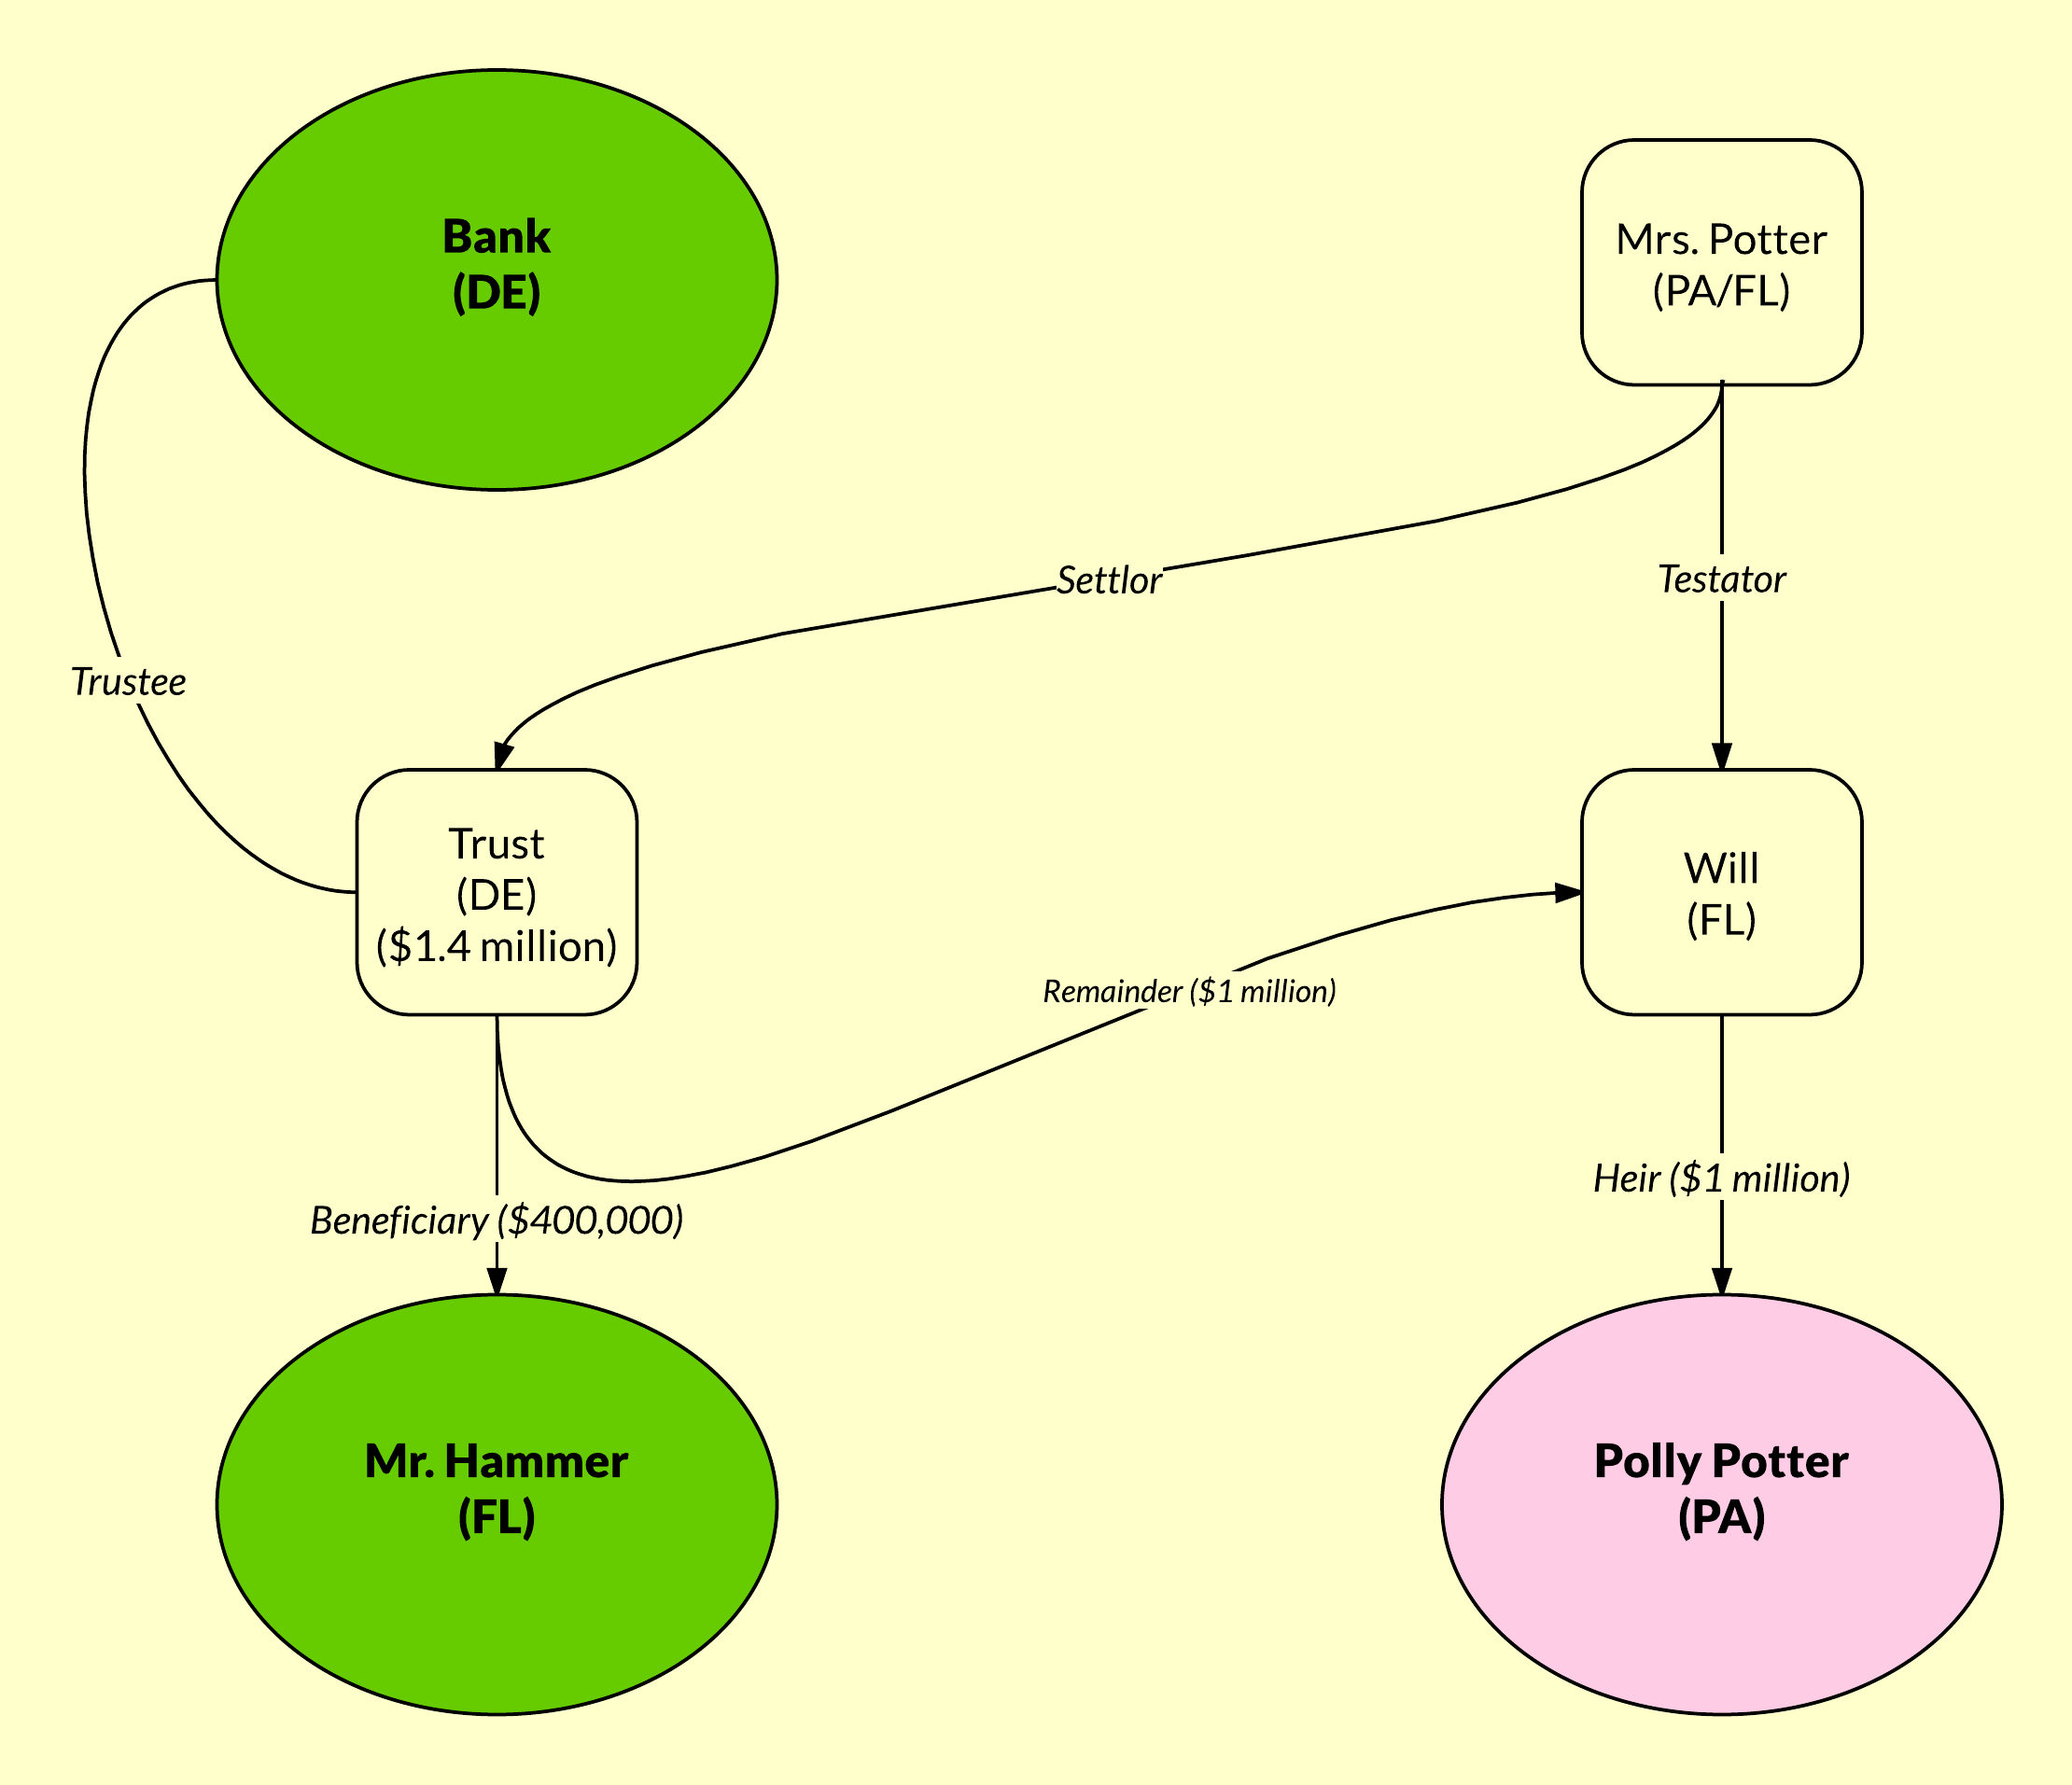 Bank
(DE)
Mrs. Potter
(PA/FL)
Settlor
Testator
Trustee
Trust
(DE)
($1.4 million)
Will
(FL)
Remainder ($1 million)
Heir ($1 million)
Beneficiary ($400,000)
Mr. Hammer
(FL)
Polly Potter
(PA)